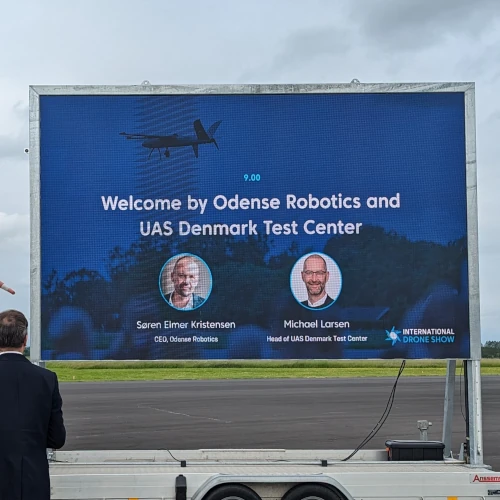 9.00
Welcome by Odense Robotics and
UAS Denmark Test Center
Søren Elmer Kristensen
Michael Larsen
CEO, Odense Robotics
Head of UAS Denmark Test Center
INTERNATIONAL
DRONE SHOW